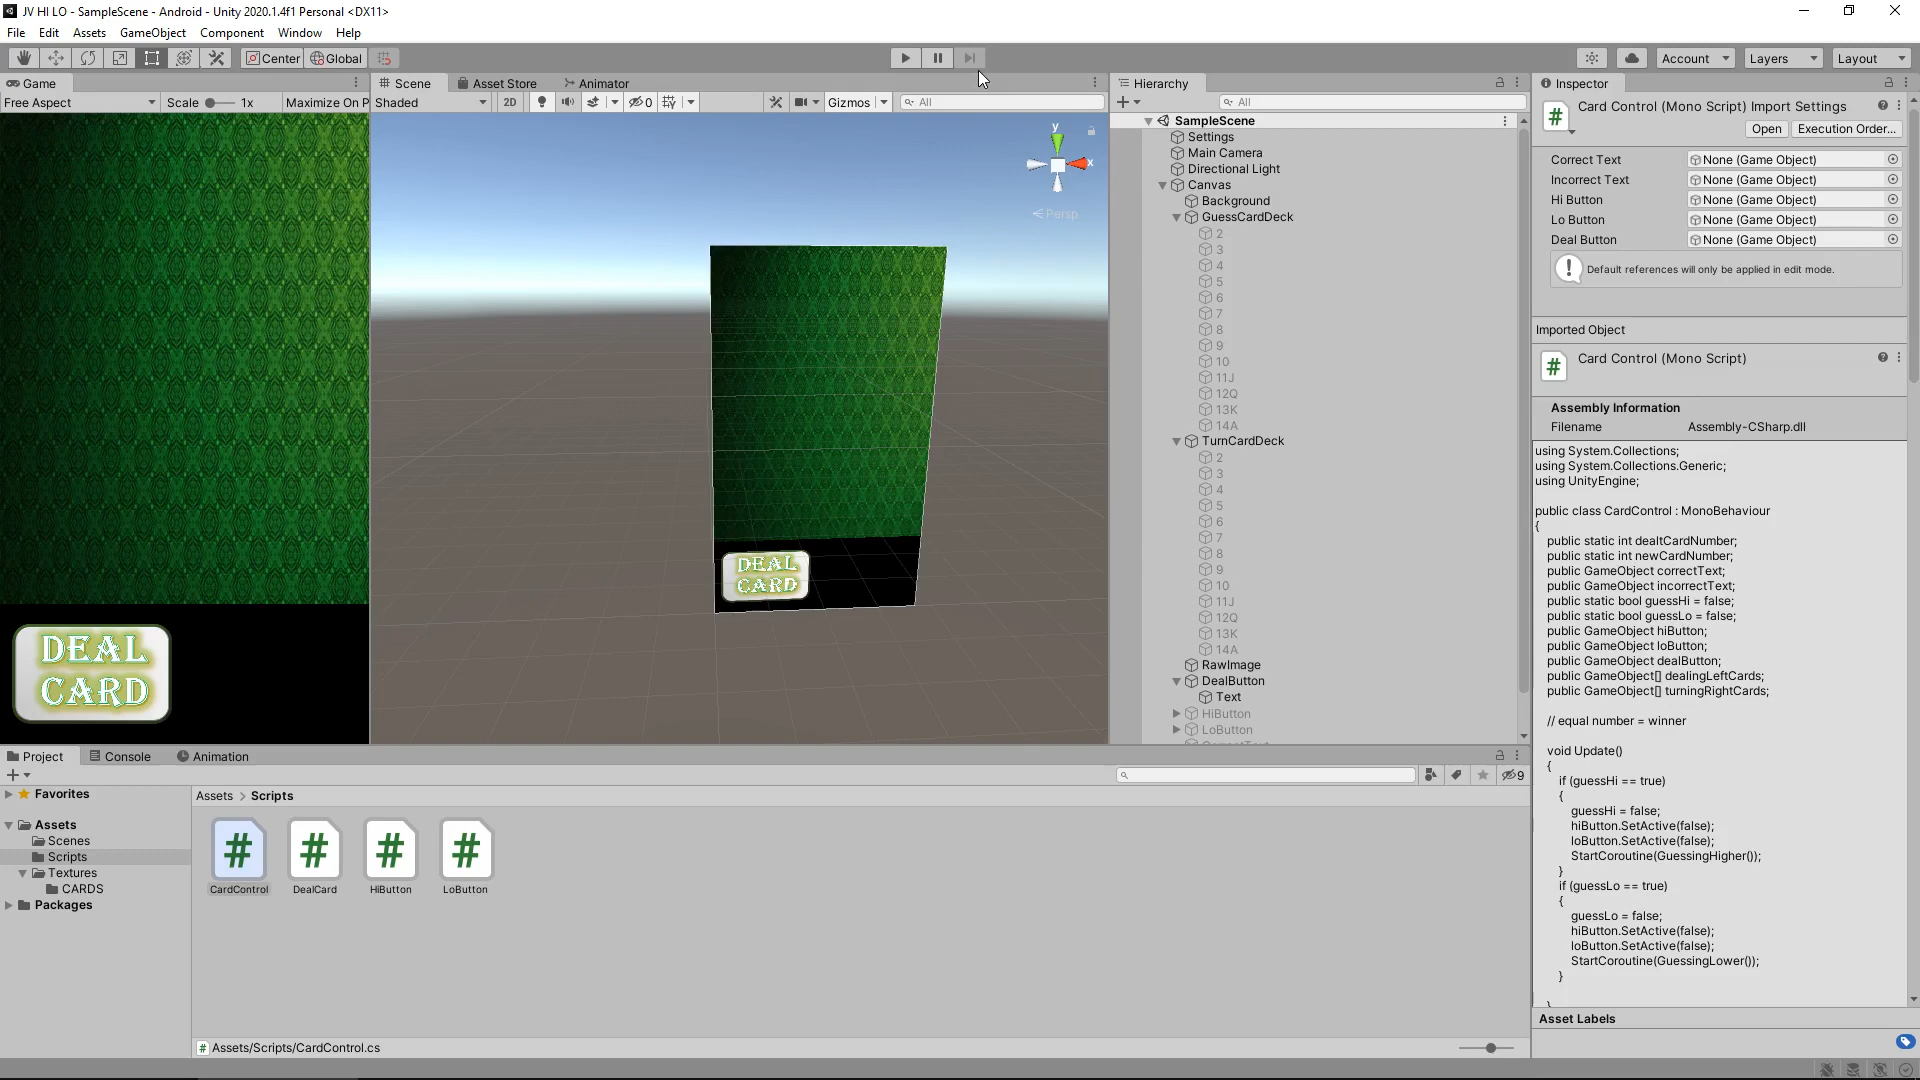 JV HI LO - SampleScene - Android - Unity 2020.1.4f1 Personal <DX11>
File Edit Assets GameObject Component Window Help
Center Global Account Layers Layout
Game
Free Aspect Scale 1x Maximize On P
Scene Asset Store Animator
Shaded 2D 0 Gizmos All
y
x
Persp
DEAL
CARD
DEAL
CARD
Hierarchy
All
SampleScene
Settings
Main Camera
Directional Light
Canvas
Background
GuessCardDeck
2
3
4
5
6
7
8
9
10
11J
12Q
13K
14A
TurnCardDeck
2
3
4
5
6
7
8
9
10
11J
12Q
13K
14A
RawImage
DealButton
Text
HiButton
LoButton
Inspector
Card Control (Mono Script) Import Settings
Open Execution Order...
Correct Text None (Game Object)
Incorrect Text None (Game Object)
Hi Button None (Game Object)
Lo Button None (Game Object)
Deal Button None (Game Object)
Default references will only be applied in edit mode.
Imported Object
Card Control (Mono Script)
Assembly Information
Filename Assembly-CSharp.dll
using System.Collections;
using System.Collections.Generic;
using UnityEngine;
public class CardControl : MonoBehaviour
{
public static int dealtCardNumber;
public static int newCardNumber;
public GameObject correctText;
public GameObject incorrectText;
public static bool guessHi = false;
public static bool guessLo = false;
public GameObject hiButton;
public GameObject loButton;
public GameObject dealButton;
public GameObject[] dealingLeftCards;
public GameObject[] turningRightCards;
// equal number = winner
void Update()
{
if (guessHi == true)
{
guessHi = false;
hiButton.SetActive(false);
loButton.SetActive(false);
StartCoroutine(GuessingHigher());
}
if (guessLo == true)
{
guessLo = false;
hiButton.SetActive(false);
loButton.SetActive(false);
StartCoroutine(GuessingLower());
}
Asset Labels
Project Console Animation
9
Favorites
Assets
Scenes
Scripts
Textures
CARDS
Packages
Assets > Scripts
CardControl DealCard HiButton LoButton
Assets/Scripts/CardControl.cs